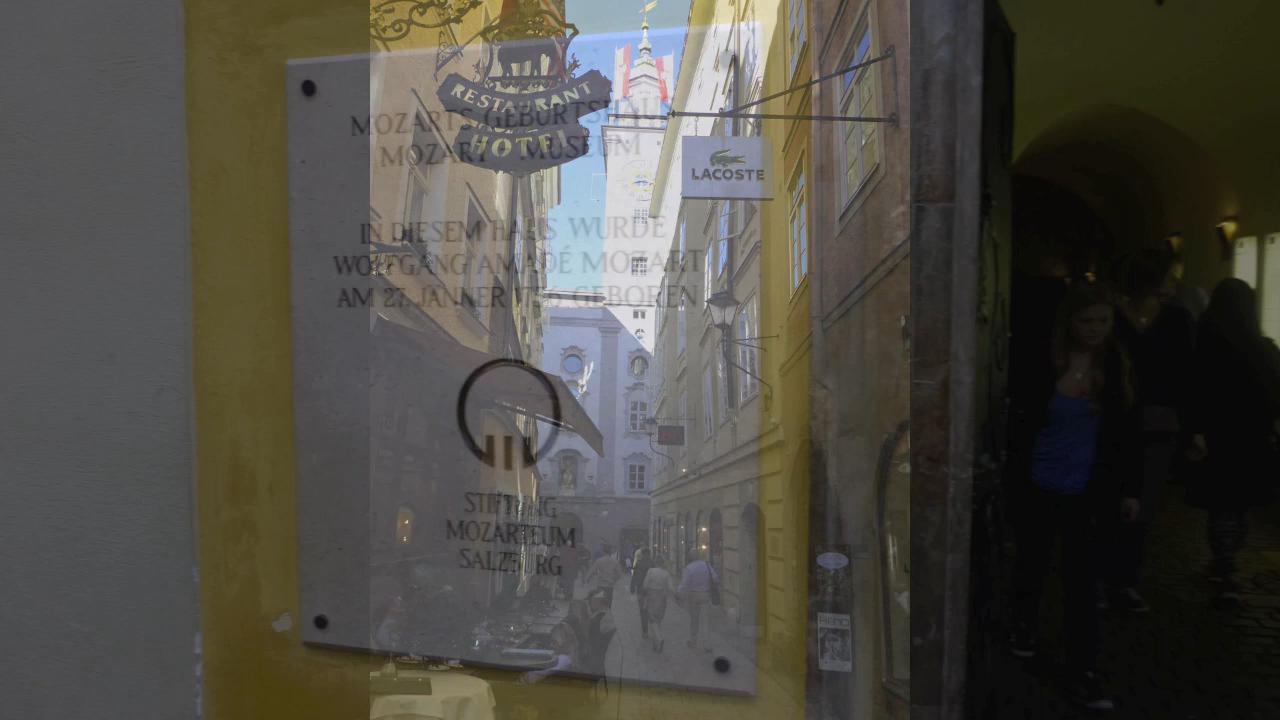 RESTAURANT
HOTEL
MOZARTS GEBURTSHAUS
MOZART MUSEUM
LACOSTE
IN DIESEM HAUS WURDE
WOLFGANG AMADÉ MOZART
AM 27. JÄNNER GEBOREN
STIFTUNG
MOZARTEUM
SALZBURG